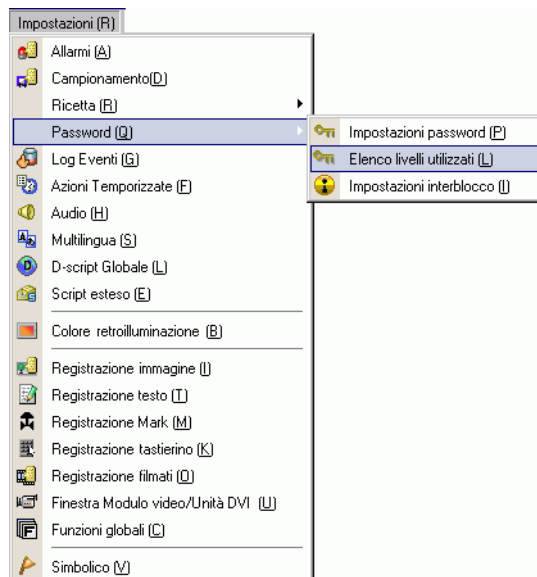 Impostazioni (R)
Allarmi (A)
Campionamento(D)
Ricetta (R)
Password (Q)
Impostazioni password (P)
Elenco livelli utilizzati (L)
Impostazioni interblocco (I)
Log Eventi (G)
Azioni Temporizzate (F)
Audio (H)
Multilingua (S)
D-script Globale (L)
Script esteso (E)
Colore retroilluminazione (B)
Registrazione immagine (I)
Registrazione testo (T)
Registrazione Mark (M)
Registrazione tastierino (K)
Registrazione filmati (O)
Finestra Modulo video/Unità DVI (U)
Funzioni globali (C)
Simbolico (V)